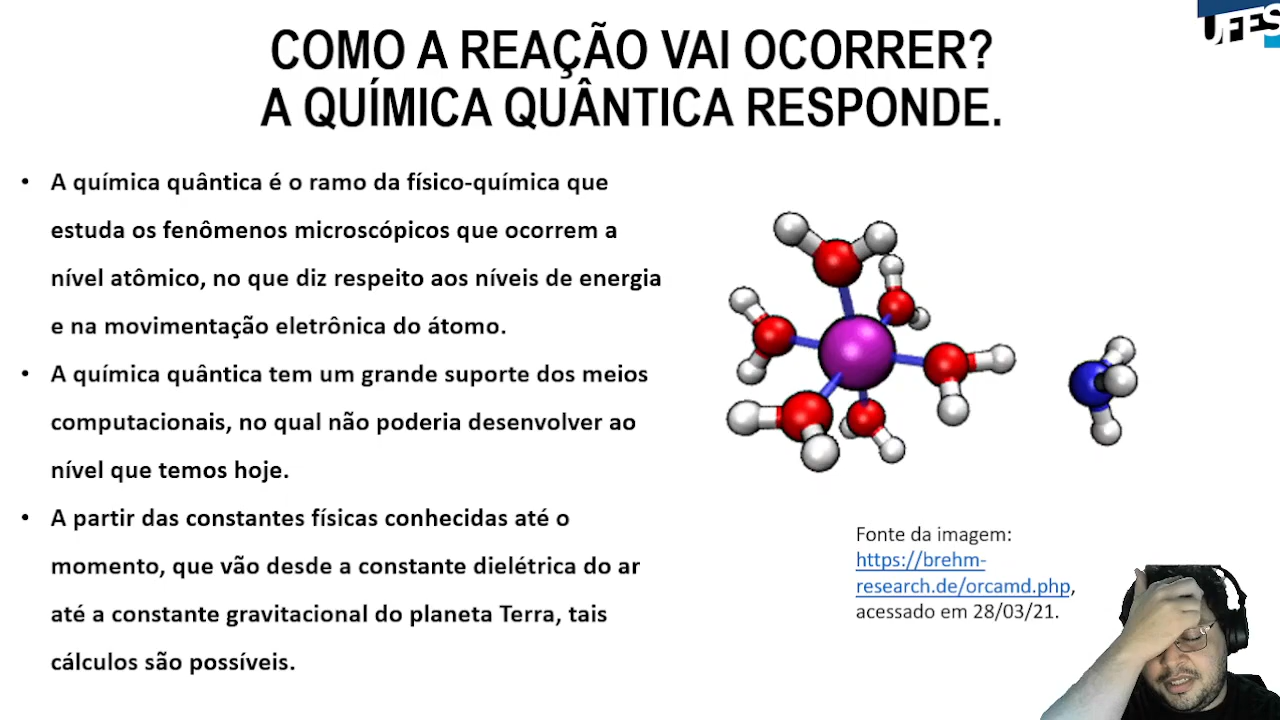 UFES
COMO A REAÇÃO VAI OCORRER?
A QUÍMICA QUÂNTICA RESPONDE.
• A química quântica é o ramo da físico-química que
estuda os fenômenos microscópicos que ocorrem a
nível atômico, no que diz respeito aos níveis de energia
e na movimentação eletrônica do átomo.
• A química quântica tem um grande suporte dos meios
computacionais, no qual não poderia desenvolver ao
nível que temos hoje.
• A partir das constantes físicas conhecidas até o
momento, que vão desde a constante dielétrica do ar
até a constante gravitacional do planeta Terra, tais
cálculos são possíveis.
Fonte da imagem:
https://brehm-
research.de/orcamd.php,
acessado em 28/03/21.